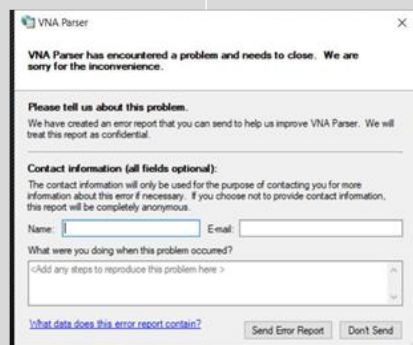 VNA Parser
VNA Parser has encountered a problem and needs to close. We are
sorry for the inconvenience.
Please tell us about this problem.
We have created an error report that you can send to help us improve VNA Parser. We will
treat this report as confidential.
Contact information (all fields optional):
The contact information will only be used for the purpose of contacting you for more
information about this error if necessary. If you choose not to provide contact information,
this report will be completely anonymous.
Name: E-mail:
What were you doing when this problem occurred?
<Add any steps to reproduce this problem here >
What data does this error report contain?
Send Error Report Don't Send